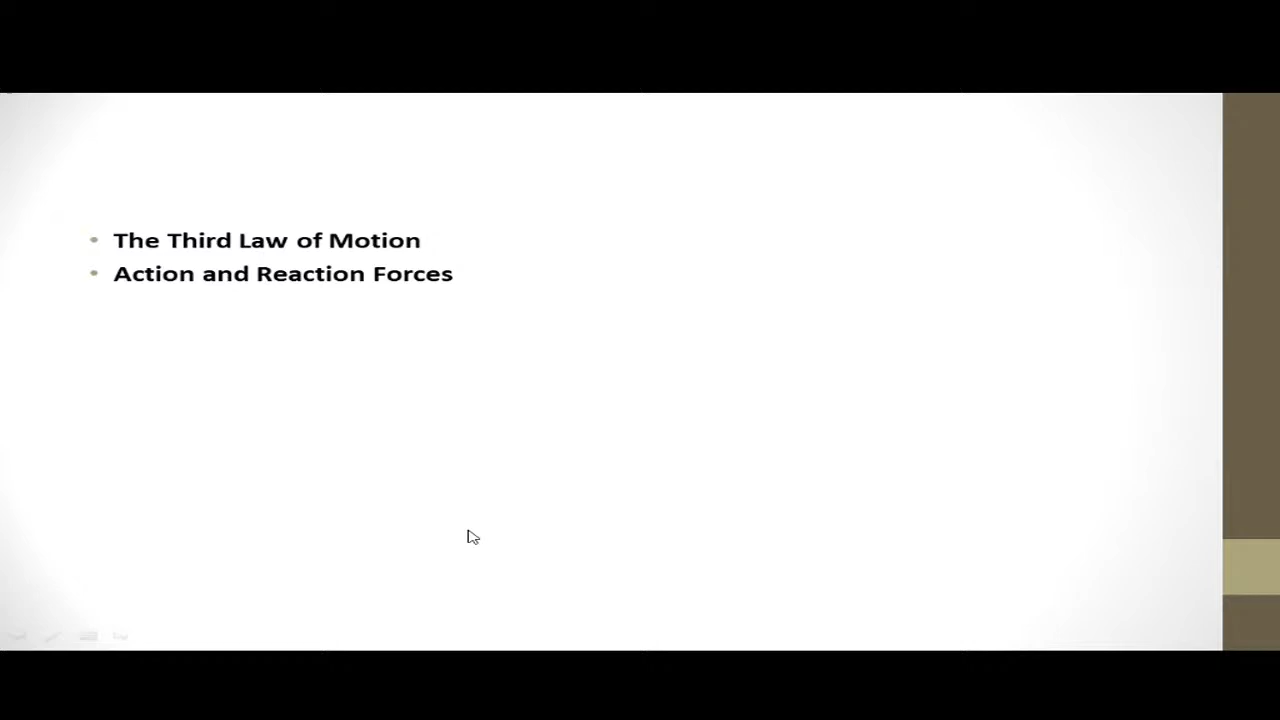 • The Third Law of Motion
• Action and Reaction Forces